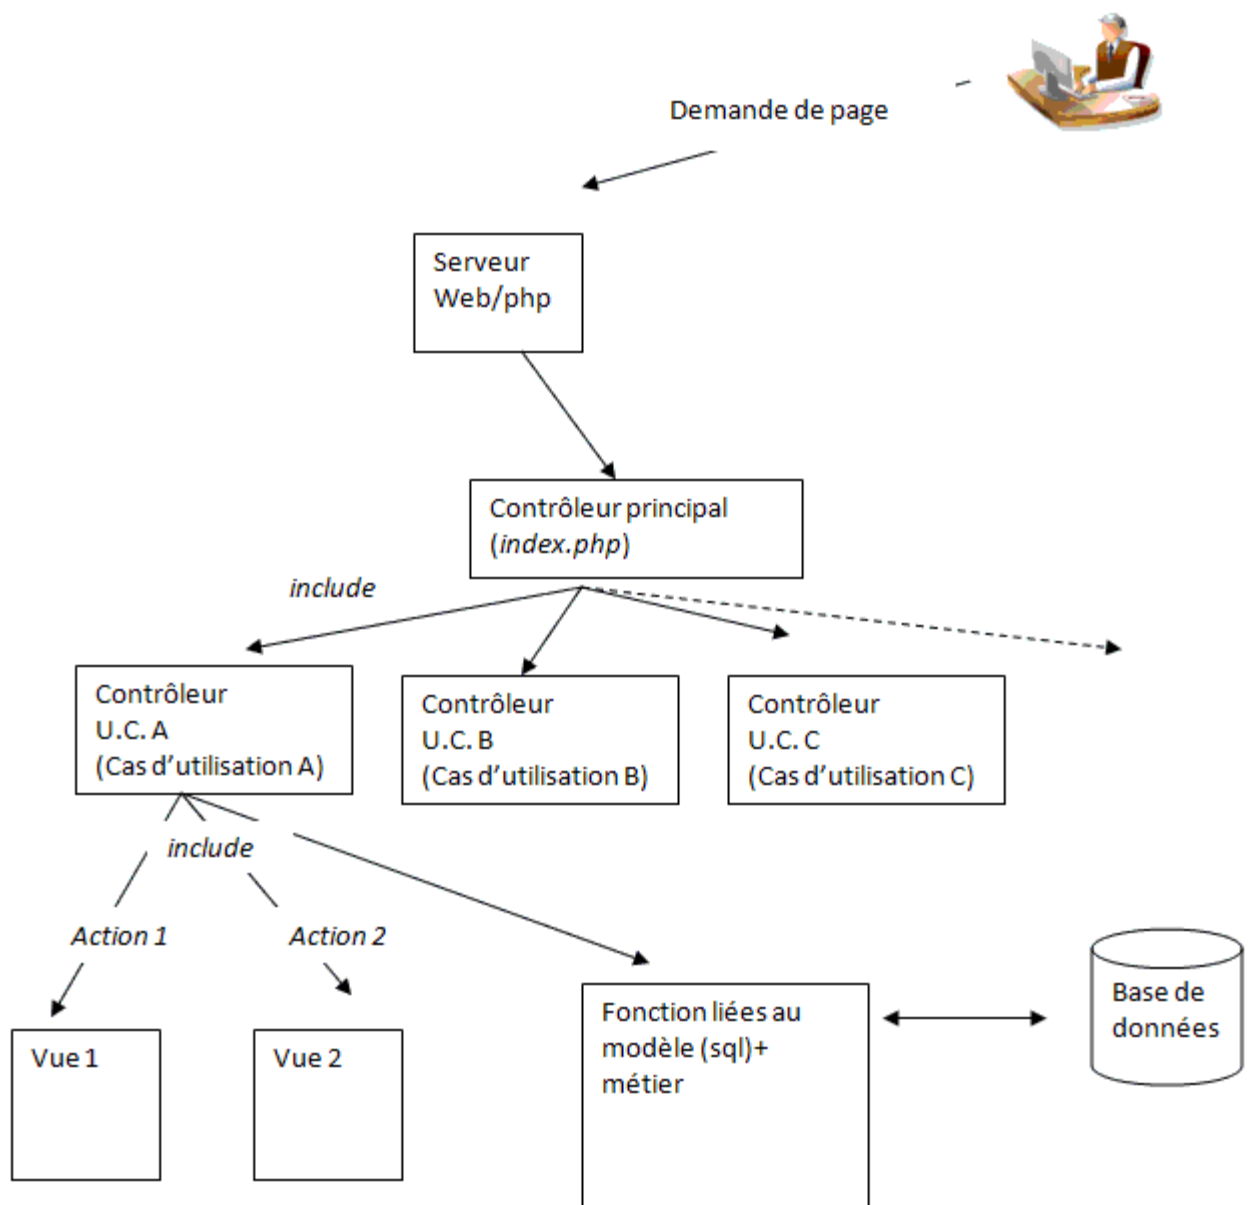 Demande de page
Serveur
Web/php
Contrôleur principal
(index.php)
include
Contrôleur
U.C. A
(Cas d'utilisation A)
Contrôleur
U.C. B
(Cas d'utilisation B)
Contrôleur
U.C. C
(Cas d'utilisation C)
include
Action 1
Action 2
Vue 1
Vue 2
Fonction liées au
modèle (sql)+
métier
Base de
données